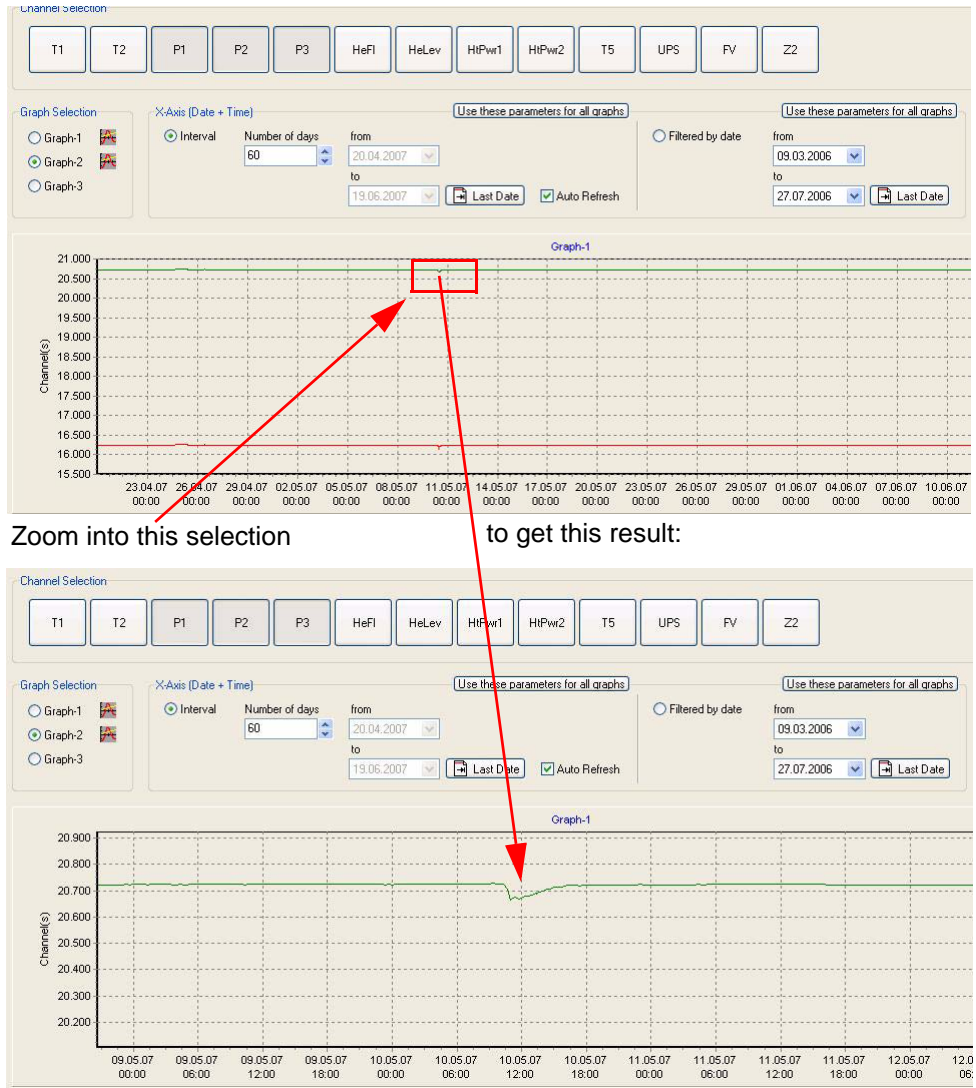 Channel Selection
T1 T2 P1 P2 P3 HeFl HeLev HtPwr1 HtPwr2 T5 UPS FV Z2
Graph Selection X-Axis (Date + Time) Use these parameters for all graphs Use these parameters for all graphs
Graph-1 Interval Number of days from Filtered by date from
Graph-2 60 20.04.2007 09.03.2006
to to
Graph-3 19.06.2007 Last Date Auto Refresh 27.07.2006 Last Date
Graph-1
21.000
20.500
20.000
19.500
19.000
18.500
18.000
17.500
17.000
16.500
16.000
15.500
Channel(s)
23.04.07 26.04.07 29.04.07 02.05.07 05.05.07 08.05.07 11.05.07 14.05.07 17.05.07 20.05.07 23.05.07 26.05.07 29.05.07 01.06.07 04.06.07 07.06.07 10.06.07
00:00 00:00 00:00 00:00 00:00 00:00 00:00 00:00 00:00 00:00 00:00 00:00 00:00 00:00 00:00 00:00 00:00
Zoom into this selection to get this result:
Channel Selection
T1 T2 P1 P2 P3 HeFl HeLev HtPwr1 HtPwr2 T5 UPS FV Z2
Graph Selection X-Axis (Date + Time) Use these parameters for all graphs Use these parameters for all graphs
Graph-1 Interval Number of days from Filtered by date from
Graph-2 60 20.04.2007 09.03.2006
to to
Graph-3 19.06.2007 Last Date Auto Refresh 27.07.2006 Last Date
Graph-1
20.900
20.800
20.700
20.600
20.500
20.400
20.300
20.200
Channel(s)
09.05.07 09.05.07 09.05.07 09.05.07 10.05.07 10.05.07 10.05.07 10.05.07 11.05.07 11.05.07 11.05.07 11.05.07 12.05.07 12.0
00:00 06:00 12:00 18:00 00:00 06:00 12:00 18:00 00:00 06:00 12:00 18:00 00:00 06: